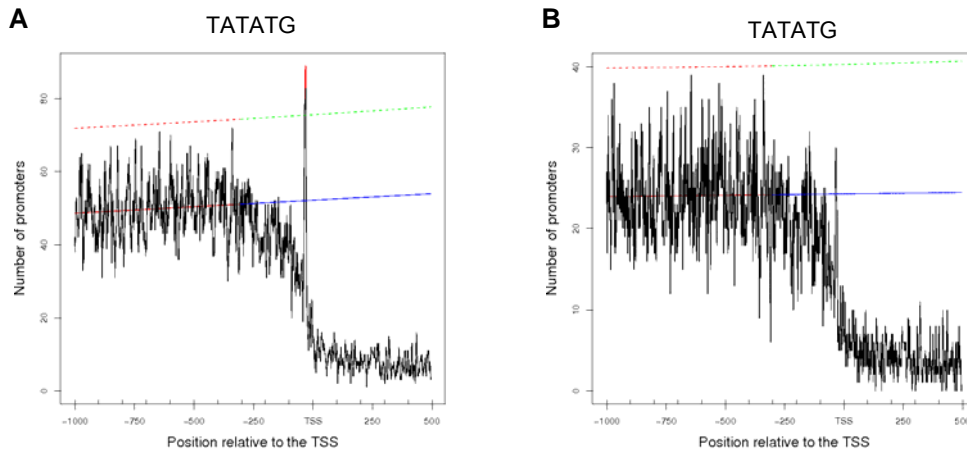 A
TATATG
Number of promoters
80
60
40
20
0
-1000 -750 -500 -250 TSS 250 500
Position relative to the TSS
B
TATATG
Number of promoters
40
30
20
10
0
-1000 -750 -500 -250 TSS 250 500
Position relative to the TSS